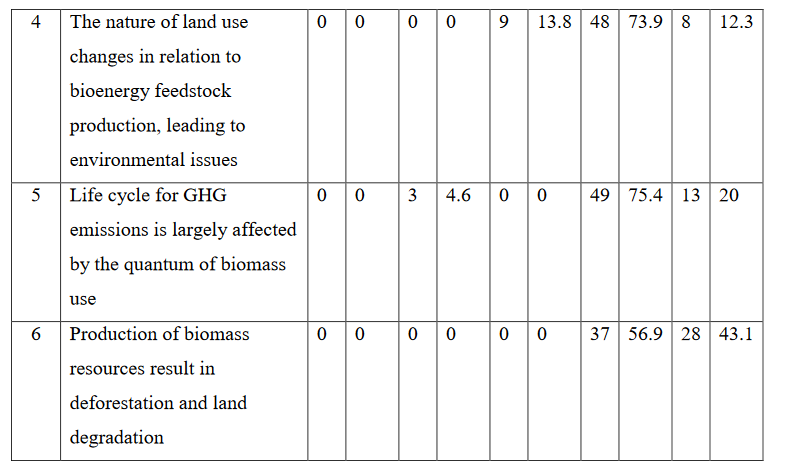 4 The nature of land use 0 0 0 0 9 13.8 48 73.9 8 12.3
changes in relation to
bioenergy feedstock
production, leading to
environmental issues
5 Life cycle for GHG 0 0 3 4.6 0 0 49 75.4 13 20
emissions is largely affected
by the quantum of biomass
use
6 Production of biomass 0 0 0 0 0 0 37 56.9 28 43.1
resources result in
deforestation and land
degradation